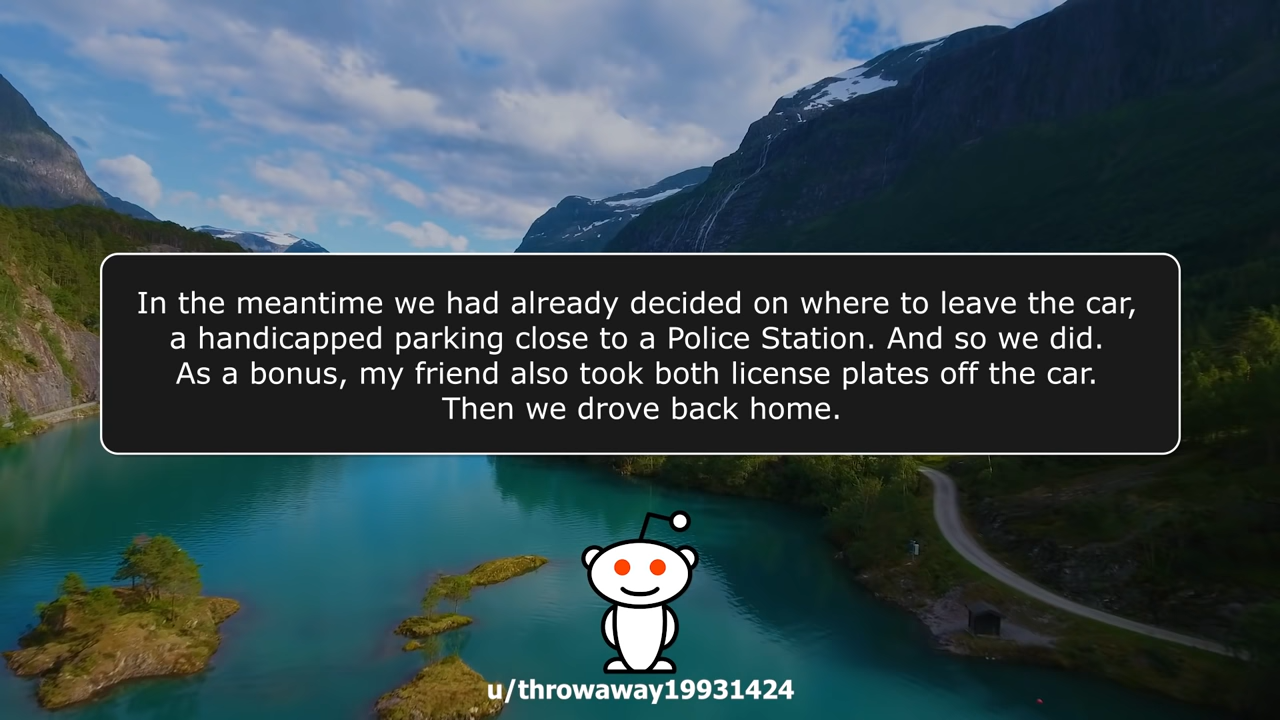 In the meantime we had already decided on where to leave the car,
a handicapped parking close to a Police Station. And so we did.
As a bonus, my friend also took both license plates off the car.
Then we drove back home.
u/throwaway19931424